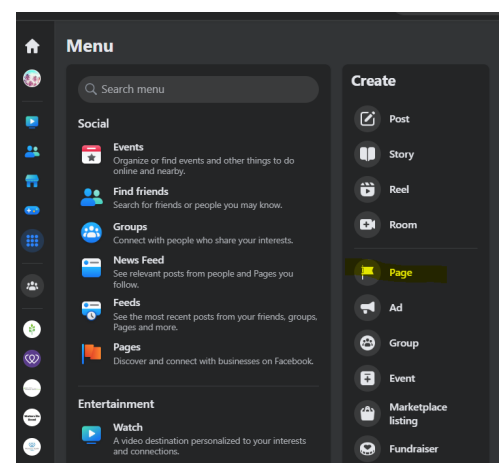 Menu
Search menu
Social
Events
Organize or find events and other things to do
online and nearby.
Find friends
Search for friends or people you may know.
Groups
Connect with people who share your interests.
News Feed
See relevant posts from people and Pages you
follow.
Feeds
See the most recent posts from your friends, groups,
Pages and more.
Pages
Discover and connect with businesses on Facebook.
Entertainment
Watch
A video destination personalized to your interests
and connections.
Create
Post
Story
Reel
Room
Page
Ad
Group
Event
Marketplace
listing
Fundraiser